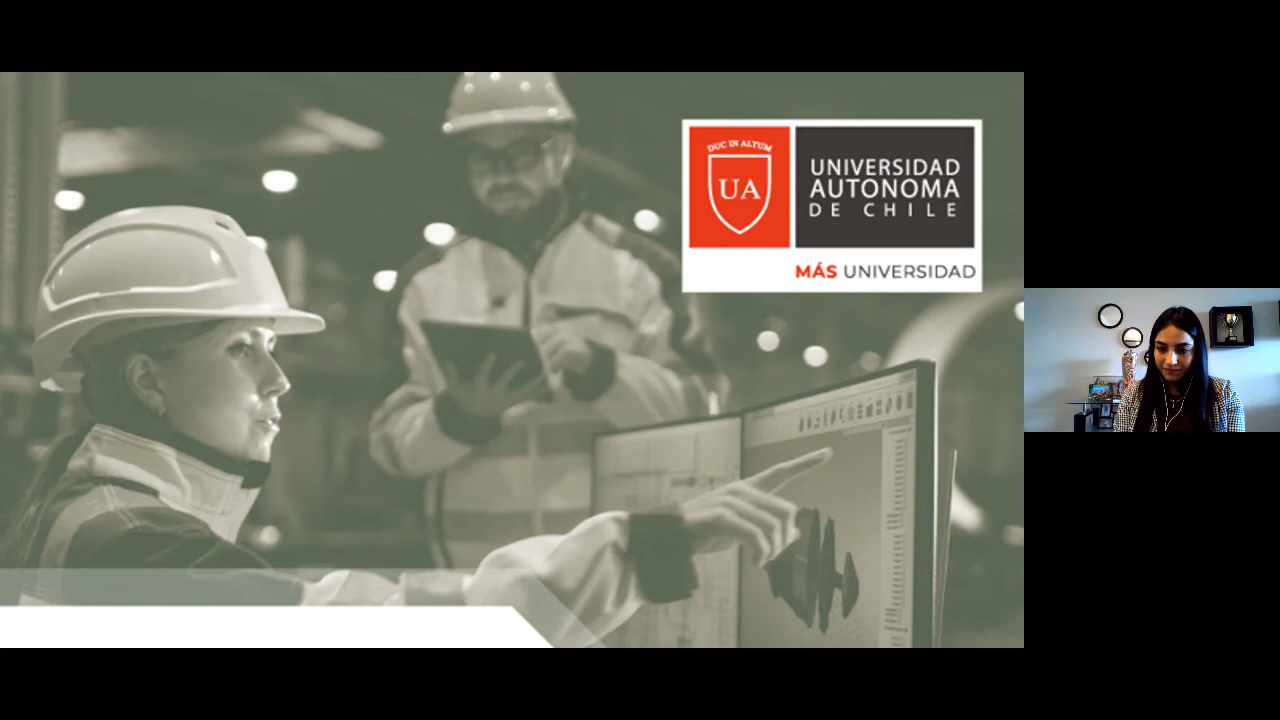 DUC IN ALTUM
UA
UNIVERSIDAD
AUTONOMA
DE CHILE
MÁS UNIVERSIDAD